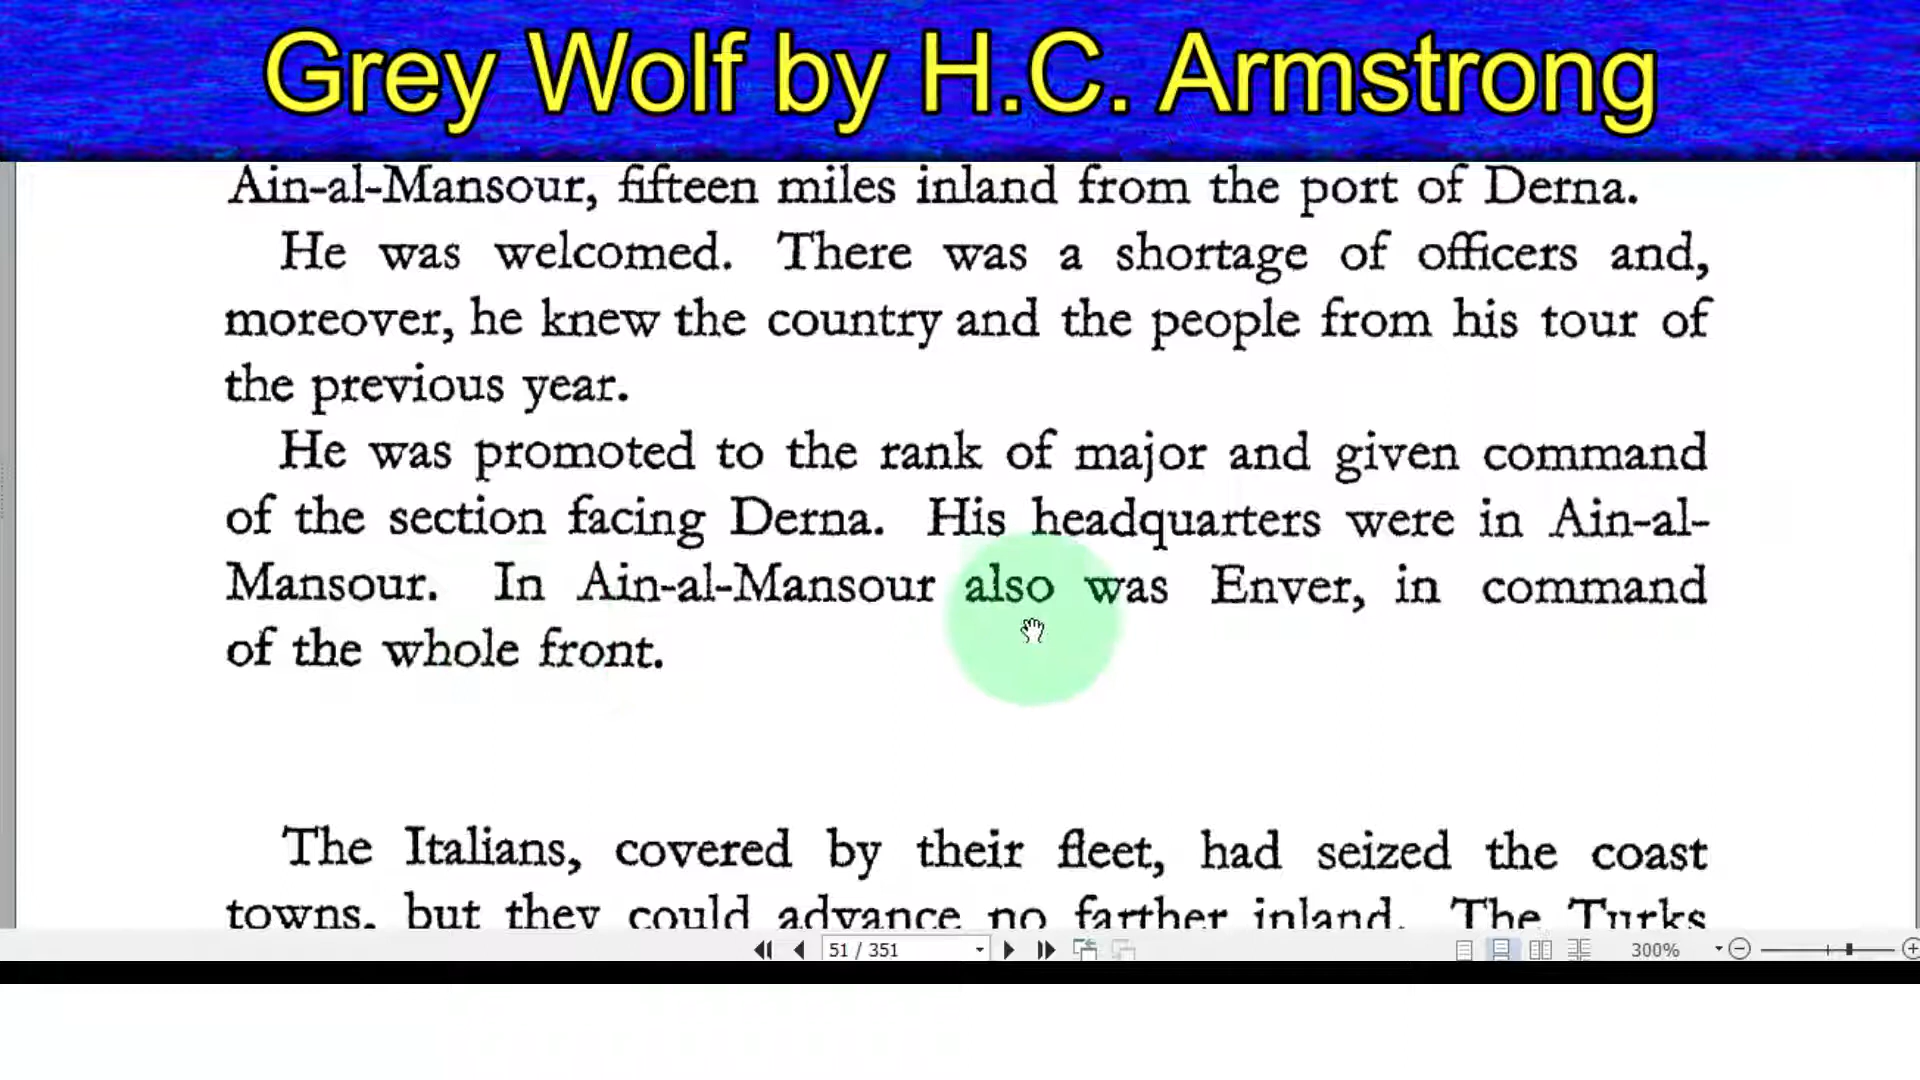 Grey Wolf by H.C. Armstrong
Ain-al-Mansour, fifteen miles inland from the port of Derna.
He was welcomed. There was a shortage of officers and,
moreover, he knew the country and the people from his tour of
the previous year.
He was promoted to the rank of major and given command
of the section facing Derna. His headquarters were in Ain-al-
Mansour. In Ain-al-Mansour also was Enver, in command
of the whole front.
The Italians, covered by their fleet, had seized the coast
towns, but they could advance no farther inland. The Turks
51 / 351
300%